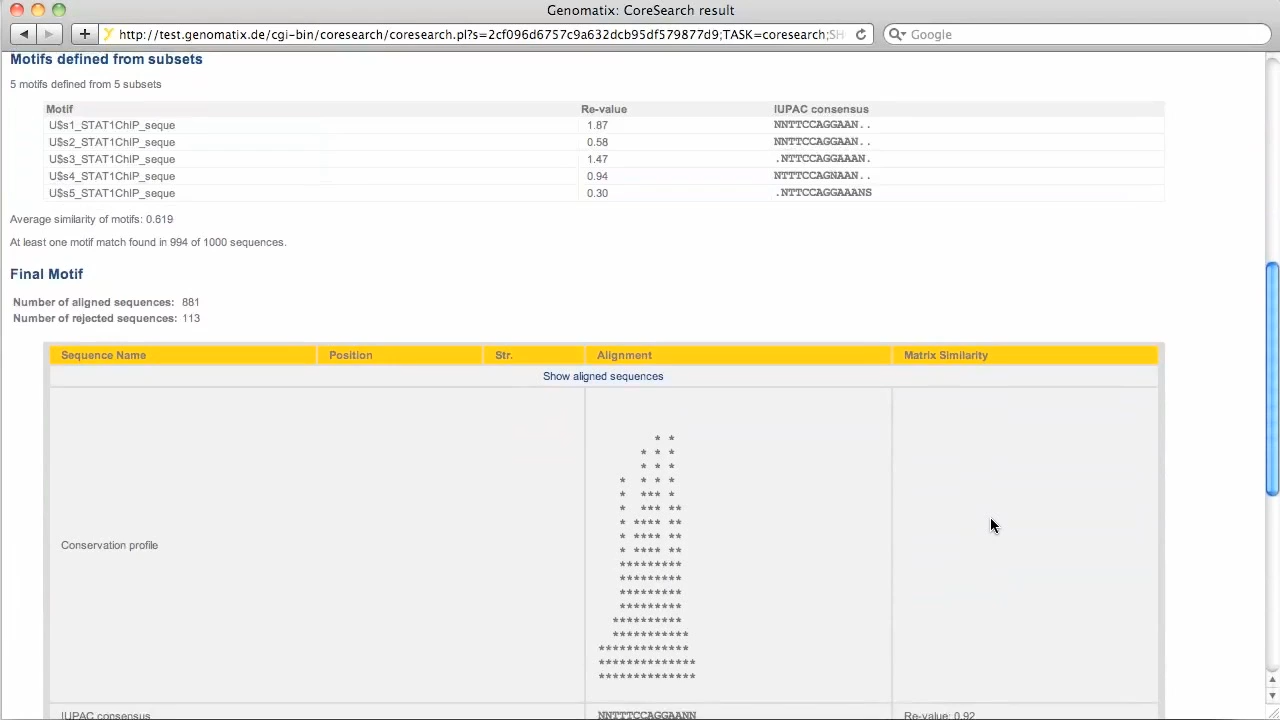 Genomatix: CoreSearch result
http://test.genomatix.de/cgi-bin/coresearch/coresearch.pl?s=2cf096d6757c9a632dcb95df579877d9;TASK=coresearch;SH
Google
Motifs defined from subsets
5 motifs defined from 5 subsets
Motif Re-value IUPAC consensus
U$s1_STAT1ChIP_seque 1.87 NNTTCCAGGAAN..
U$s2_STAT1ChIP_seque 0.58 NNTTCCAGGAAN..
U$s3_STAT1ChIP_seque 1.47 .NTTCCAGGAAAN.
U$s4_STAT1ChIP_seque 0.94 NTTTCCAGNAAN..
U$s5_STAT1ChIP_seque 0.30 .NTTCCAGGAAANS
Average similarity of motifs: 0.619
At least one motif match found in 994 of 1000 sequences.
Final Motif
Number of aligned sequences: 881
Number of rejected sequences: 113
Sequence Name Position Str. Alignment Matrix Similarity
Show aligned sequences
* *
* * *
* * *
* * * *
* *** *
* *** **
* **** **
* **** **
* **** **
*********
*********
*********
*********
**********
***********
*************
**************
**************
Conservation profile
IUPAC consensus NNTTTCCAGGAANN Re-value: 0.92